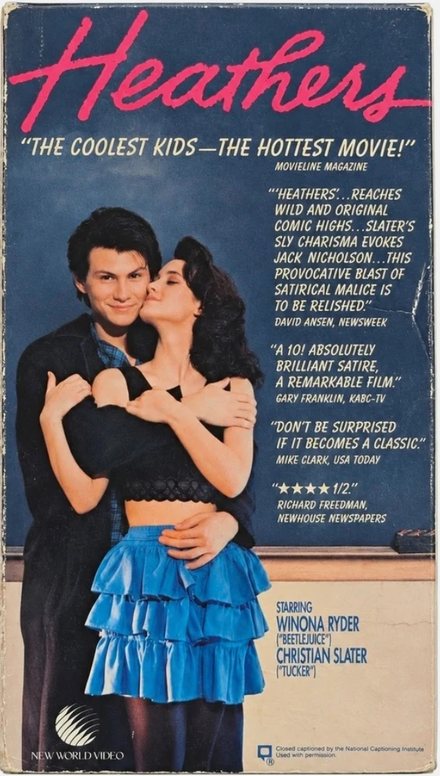 Heathers
"THE COOLEST KIDS—THE HOTTEST MOVIE!"
MOVIELINE MAGAZINE
"'HEATHERS'...REACHES
WILD AND ORIGINAL
COMIC HIGHS...SLATER'S
SLY CHARISMA EVOKES
JACK NICHOLSON...THIS
PROVOCATIVE BLAST OF
SATIRICAL MALICE IS
TO BE RELISHED."
DAVID ANSEN, NEWSWEEK
"A 10! ABSOLUTELY
BRILLIANT SATIRE,
A REMARKABLE FILM."
GARY FRANKLIN, KABC-TV
"DON'T BE SURPRISED
IF IT BECOMES A CLASSIC."
MIKE CLARK, USA TODAY
"★★★★ 1/2."
RICHARD FREEDMAN,
NEWHOUSE NEWSPAPERS
STARRING
WINONA RYDER
("BEETLEJUICE")
CHRISTIAN SLATER
("TUCKER")
NEW WORLD VIDEO
Closed captioned by the National Captioning Institute
Used with permission.
®